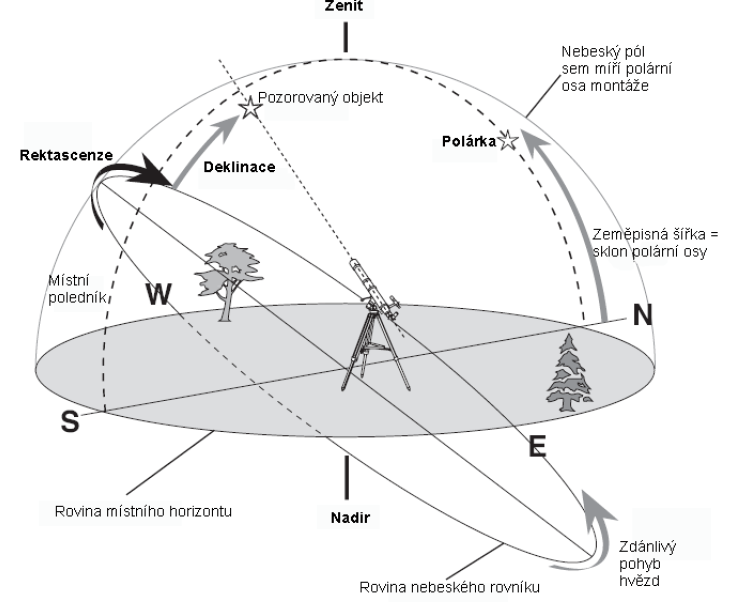 Zenit
Nebeský pól
sem míří polární
osa montáže
Pozorovaný objekt
Polárka
Rektascenze
Deklinace
Zeměpisná šířka =
sklon polární osy
Místní
poledník
W
N
S
E
Rovina místního horizontu
Nadir
Zdánlivý
pohyb
hvězd
Rovina nebeského rovníku